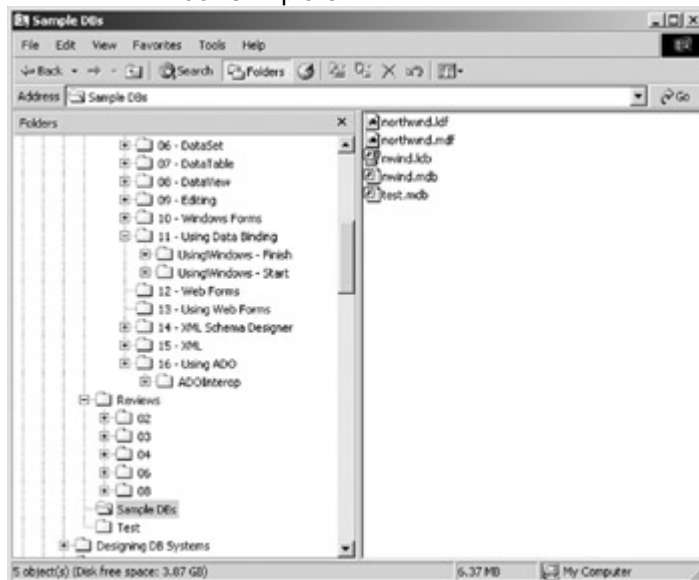 Sample DBs
File Edit View Favorites Tools Help
Back Search Folders
Address Sample DBs Go
Folders
06 - DataSet
07 - DataTable
08 - DataView
09 - Editing
10 - Windows Forms
11 - Using Data Binding
UsingWindows - Finish
UsingWindows - Start
12 - Web Forms
13 - Using Web Forms
14 - XML Schema Designer
15 - XML
16 - Using ADO
ADOInterop
Reviews
02
03
04
06
08
Sample DBs
Test
Designing DB Systems
northwnd.ldf
northwnd.mdf
nwind.ldb
nwind.mdb
test.mdb
5 object(s) (Disk free space: 3.87 GB) 6.37 MB My Computer